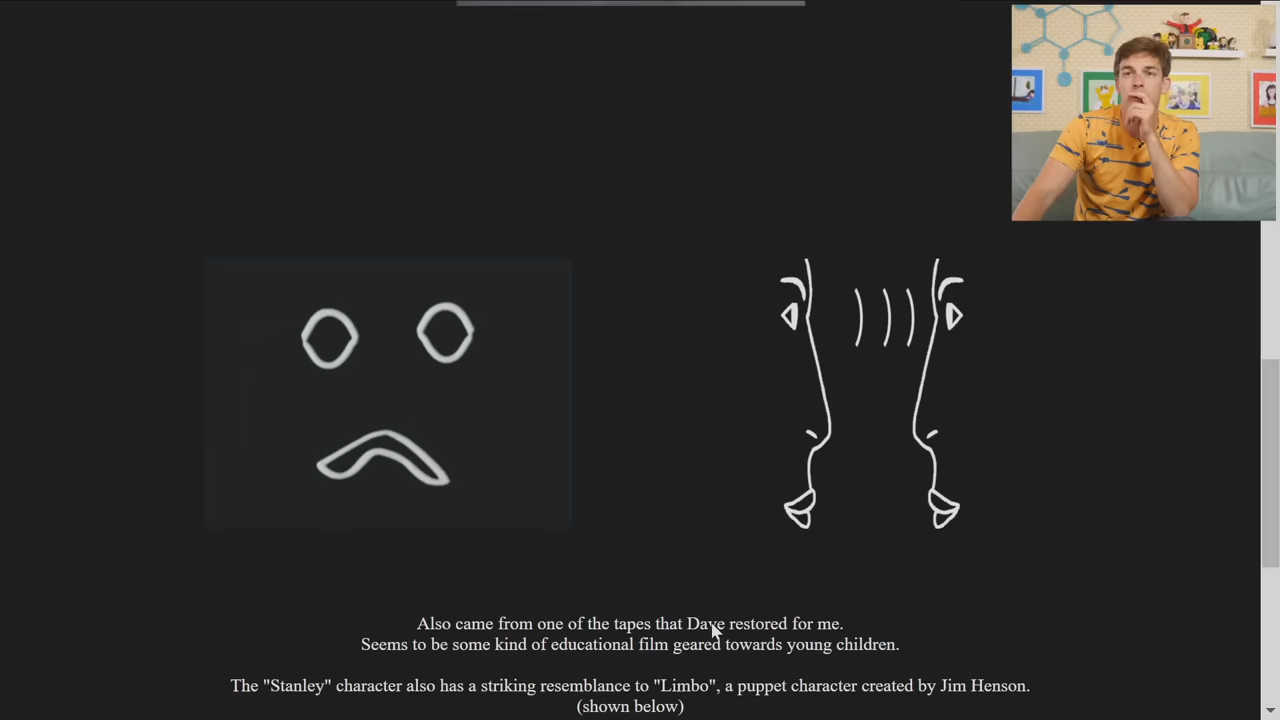 Also came from one of the tapes that Dave restored for me.
Seems to be some kind of educational film geared towards young children.
The "Stanley" character also has a striking resemblance to "Limbo", a puppet character created by Jim Henson.
(shown below)